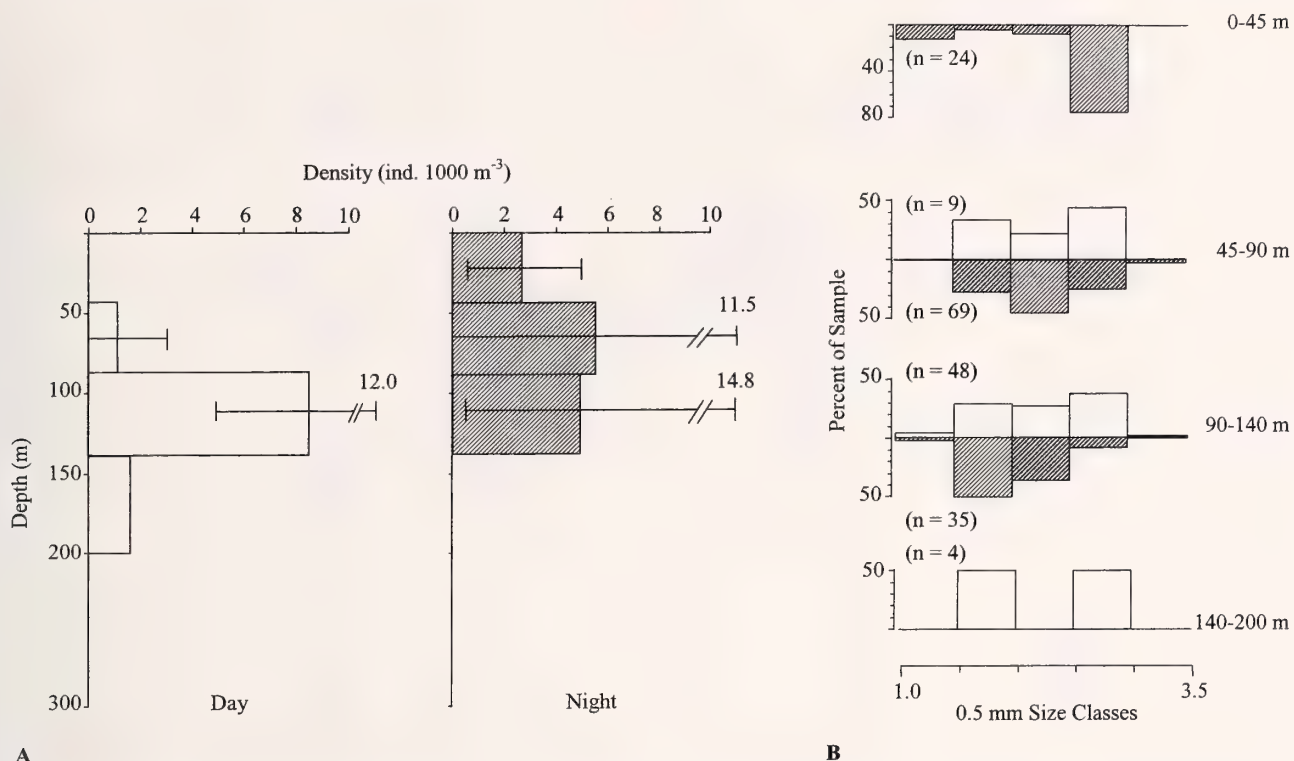 Density (ind. 1000 m-3)
0 2 4 6 8 10
0 2 4 6 8 10
50
100
150
200
300
Depth (m)
12.0
11.5
14.8
Day
Night
A
0-45 m
40
80
(n = 24)
50
(n = 9)
45-90 m
50
(n = 69)
Percent of Sample
50
(n = 48)
90-140 m
50
(n = 35)
(n = 4)
50
140-200 m
1.0
3.5
0.5 mm Size Classes
B